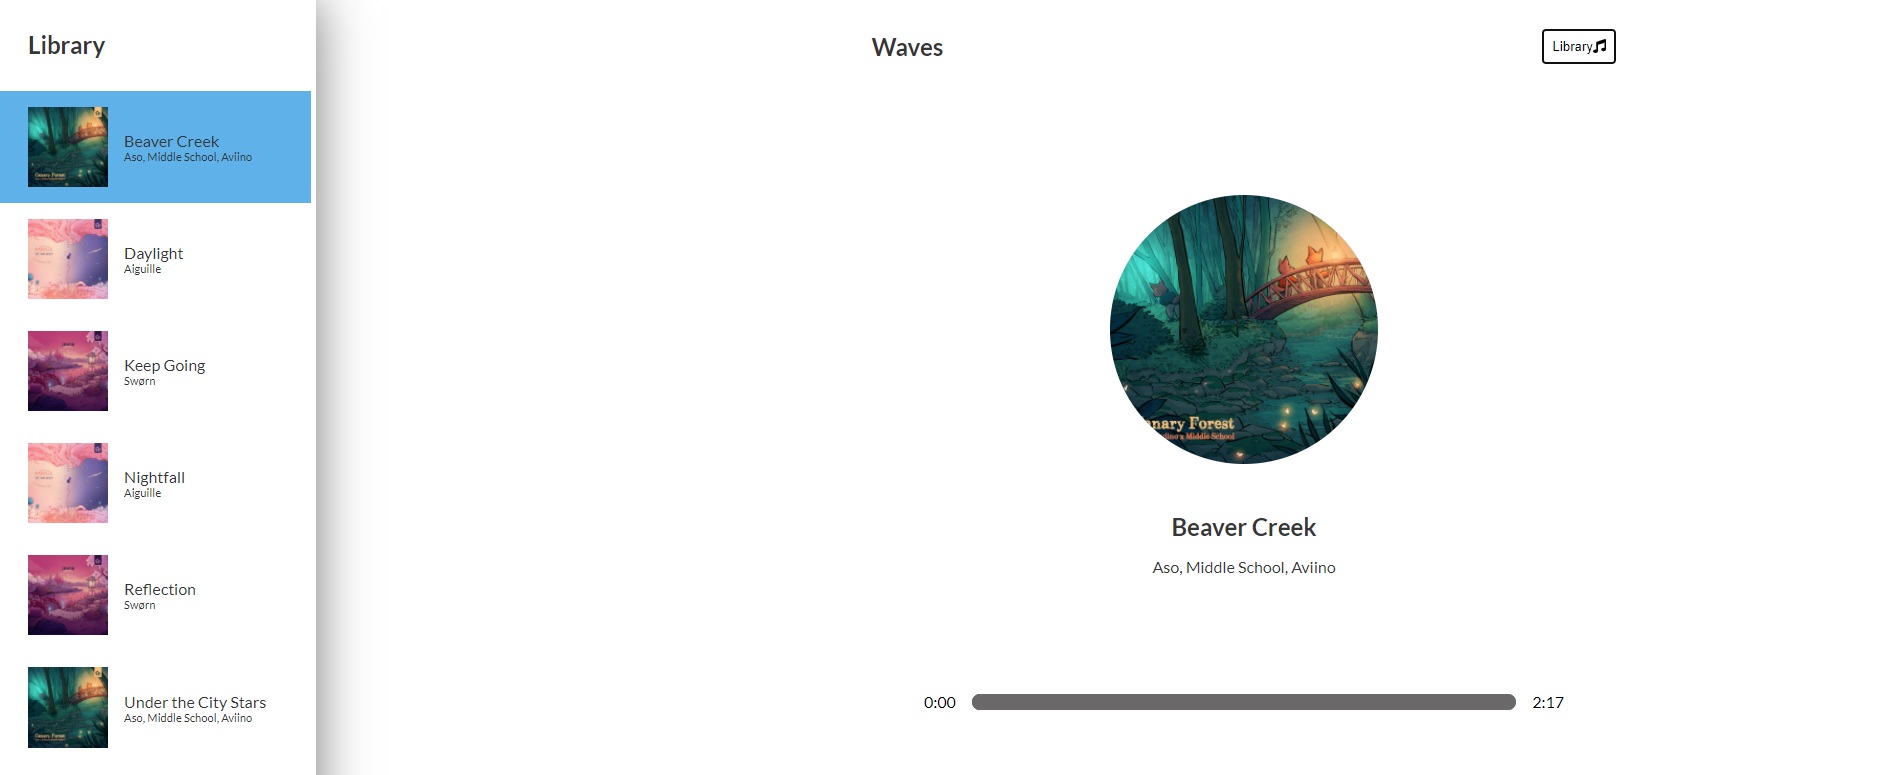 Library
Beaver Creek
Aso, Middle School, Aviino
Daylight
Aiguille
Keep Going
Swørn
Nightfall
Aiguille
Reflection
Swørn
Under the City Stars
Aso, Middle School, Aviino
Waves
Library
nary Forest
x Middle School
Beaver Creek
Aso, Middle School, Aviino
0:00
2:17